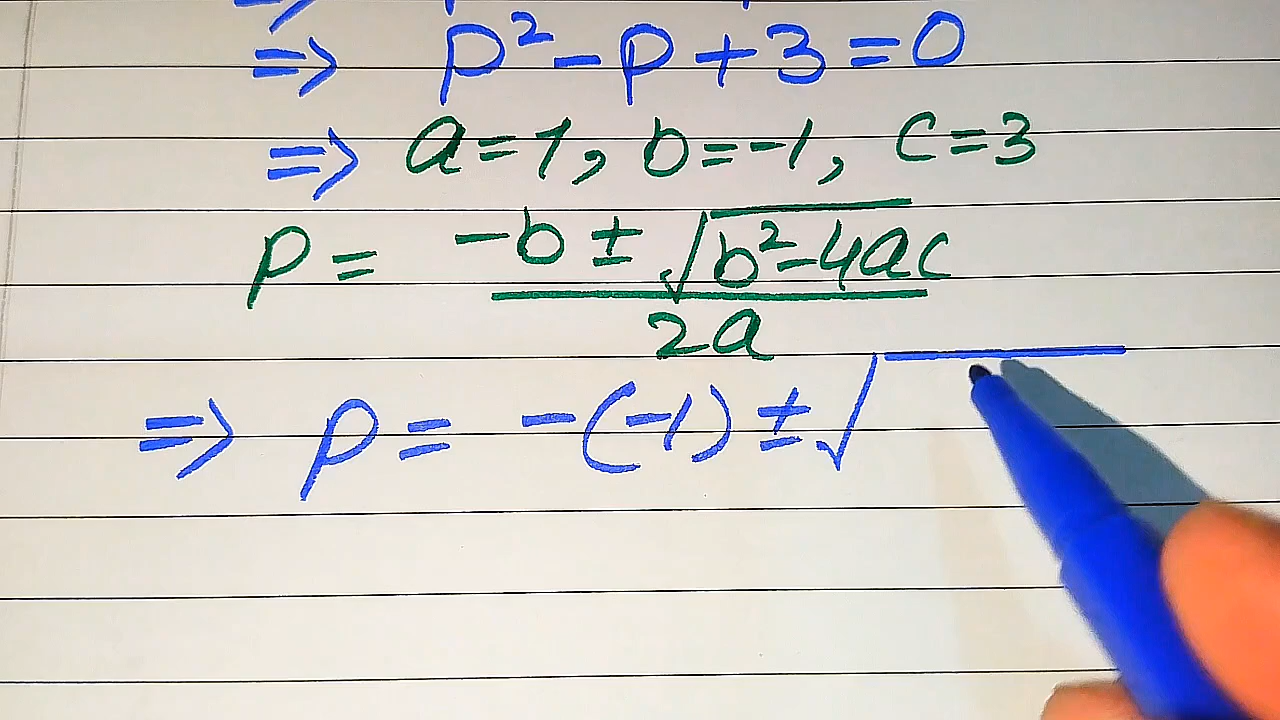 => p² - p + 3 = 0
=> a = 1, b = -1, c = 3
p = -b ± √b² - 4ac
2a
=> p = -(-1) ± √